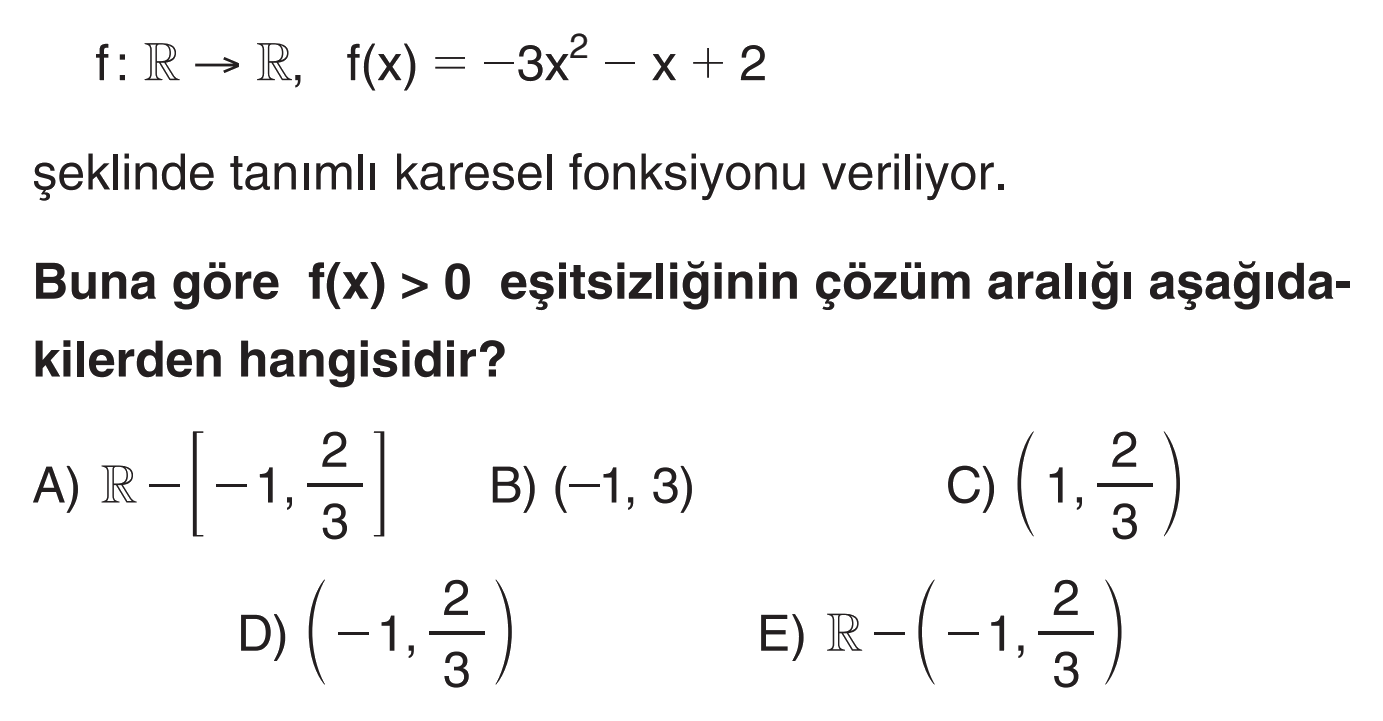 f: ℝ → ℝ, f(x) = −3x² − x + 2
şeklinde tanımlı karesel fonksiyonu veriliyor.
Buna göre f(x) > 0 eşitsizliğinin çözüm aralığı aşağıda-
kilerden hangisidir?
A) ℝ − [−1, 2/3] B) (−1, 3) C) (1, 2/3)
D) (−1, 2/3) E) ℝ − (−1, 2/3)